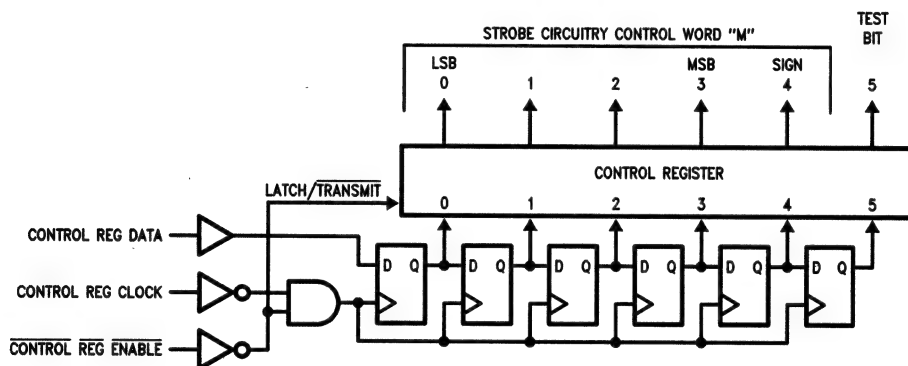 STROBE CIRCUITRY CONTROL WORD "M"
TEST
BIT
LSB MSB SIGN
0 1 2 3 4 5
CONTROL REGISTER
LATCH/TRANSMIT
0 1 2 3 4 5
CONTROL REG DATA
D Q D Q D Q D Q D Q D Q
CONTROL REG CLOCK
CONTROL REG ENABLE